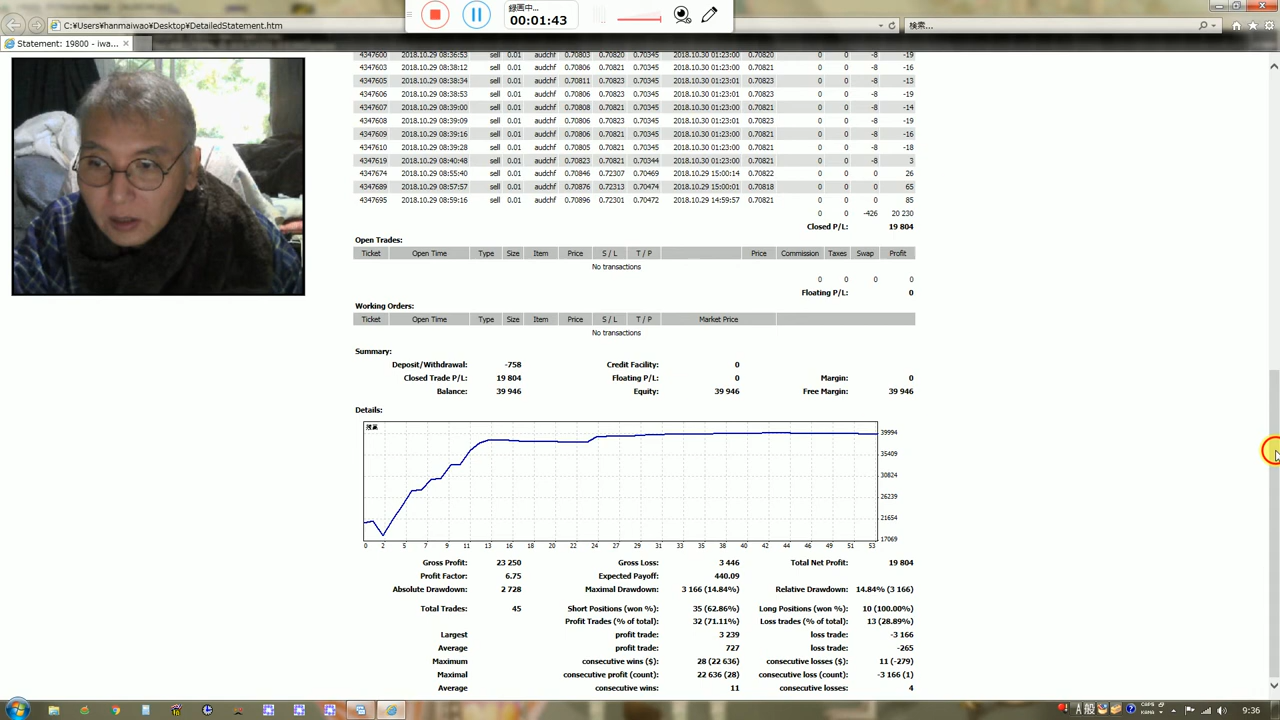 録画中...
00:01:43
C:¥Users¥hanmaiwao¥Desktop¥DetailedStatement.htm
検索...
Statement: 19800 - iwa...
4347600 2018.10.29 08:36:53 sell 0.01 audchf 0.70803 0.70820 0.70345 2018.10.30 01:23:00 0.70820 0 0 -8 -19
4347603 2018.10.29 08:38:12 sell 0.01 audchf 0.70806 0.70821 0.70345 2018.10.30 01:23:00 0.70821 0 0 -8 -16
4347605 2018.10.29 08:38:34 sell 0.01 audchf 0.70811 0.70823 0.70345 2018.10.30 01:23:01 0.70823 0 0 -8 -13
4347606 2018.10.29 08:38:53 sell 0.01 audchf 0.70806 0.70823 0.70345 2018.10.30 01:23:01 0.70823 0 0 -8 -19
4347607 2018.10.29 08:39:00 sell 0.01 audchf 0.70808 0.70821 0.70345 2018.10.30 01:23:00 0.70821 0 0 -8 -14
4347608 2018.10.29 08:39:09 sell 0.01 audchf 0.70806 0.70823 0.70345 2018.10.30 01:23:01 0.70823 0 0 -8 -19
4347609 2018.10.29 08:39:16 sell 0.01 audchf 0.70806 0.70821 0.70345 2018.10.30 01:23:00 0.70821 0 0 -8 -16
4347610 2018.10.29 08:39:28 sell 0.01 audchf 0.70805 0.70821 0.70345 2018.10.30 01:23:00 0.70821 0 0 -8 -18
4347619 2018.10.29 08:40:48 sell 0.01 audchf 0.70823 0.70821 0.70344 2018.10.30 01:23:00 0.70821 0 0 -8 3
4347674 2018.10.29 08:55:40 sell 0.01 audchf 0.70846 0.72307 0.70469 2018.10.29 15:00:14 0.70822 0 0 0 26
4347689 2018.10.29 08:57:57 sell 0.01 audchf 0.70876 0.72313 0.70474 2018.10.29 15:00:01 0.70818 0 0 0 65
4347695 2018.10.29 08:59:16 sell 0.01 audchf 0.70896 0.72301 0.70472 2018.10.29 14:59:57 0.70821 0 0 0 85
0 0 -426 20 230
Closed P/L: 19 804
Open Trades:
Ticket Open Time Type Size Item Price S / L T / P Price Commission Taxes Swap Profit
No transactions
0 0 0 0
Floating P/L: 0
Working Orders:
Ticket Open Time Type Size Item Price S / L T / P Market Price
No transactions
Summary:
Deposit/Withdrawal: -758 Credit Facility: 0
Closed Trade P/L: 19 804 Floating P/L: 0 Margin: 0
Balance: 39 946 Equity: 39 946 Free Margin: 39 946
Details:
残高
39994
35409
30824
26239
21654
17069
0 2 5 7 9 11 13 16 18 20 22 24 27 29 31 33 35 38 40 42 44 46 49 51 53
Gross Profit: 23 250 Gross Loss: 3 446 Total Net Profit: 19 804
Profit Factor: 6.75 Expected Payoff: 440.09
Absolute Drawdown: 2 728 Maximal Drawdown: 3 166 (14.84%) Relative Drawdown: 14.84% (3 166)
Total Trades: 45 Short Positions (won %): 35 (62.86%) Long Positions (won %): 10 (100.00%)
Profit Trades (% of total): 32 (71.11%) Loss trades (% of total): 13 (28.89%)
Largest profit trade: 3 239 loss trade: -3 166
Average profit trade: 727 loss trade: -265
Maximum consecutive wins ($): 28 (22 636) consecutive losses ($): 11 (-279)
Maximal consecutive profit (count): 22 636 (28) consecutive loss (count): -3 166 (1)
Average consecutive wins: 11 consecutive losses: 4
A 般
CAPS
KANA
9:36